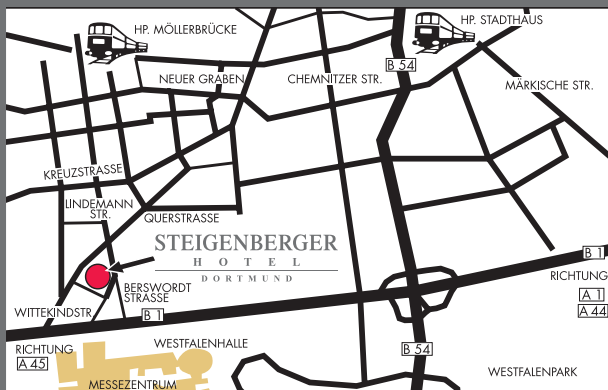 HP. MÖLLERBRÜCKE
HP. STADTHAUS
B 54
NEUER GRABEN
CHEMNITZER STR.
MÄRKISCHE STR.
KREUZSTRASSE
LINDEMANN
STR.
QUERSTRASSE
STEIGENBERGER
HOTEL
DORTMUND
B 1
RICHTUNG
A 1
A 44
BERSWORDT
STRASSE
WITTEKINDSTR.
B 1
RICHTUNG
A 45
WESTFALENHALLE
B 54
WESTFALENPARK
MESSEZENTRUM